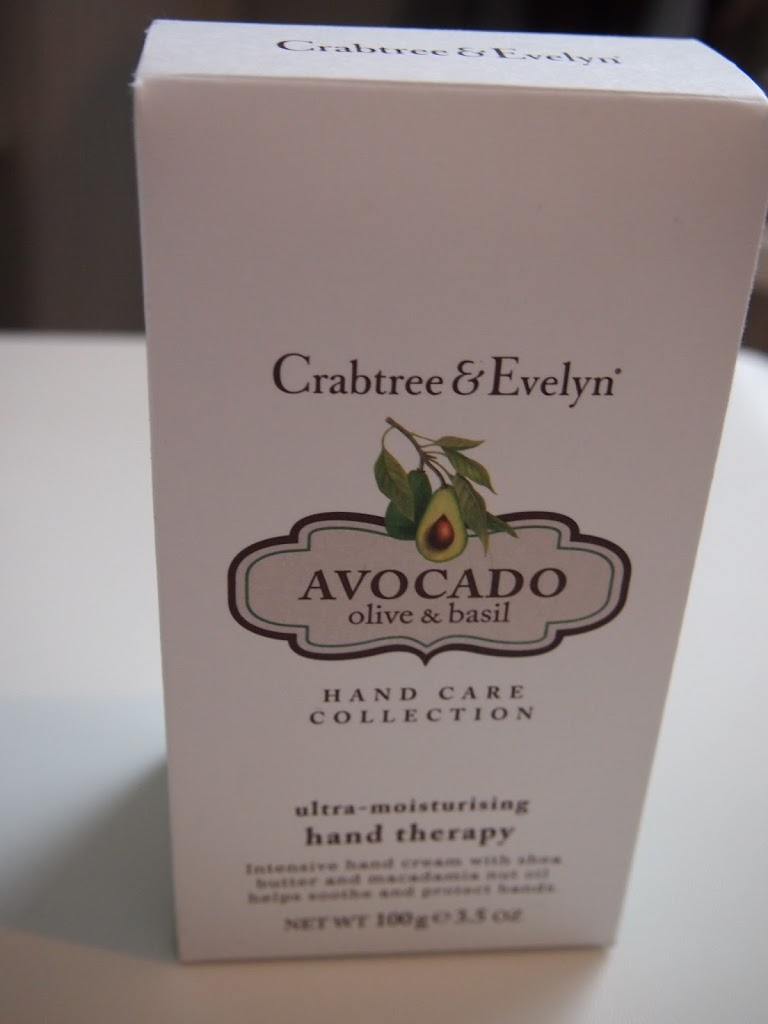 Crabtree & Evelyn®
Crabtree & Evelyn®
AVOCADO
olive & basil
HAND CARE
COLLECTION
ultra-moisturising
hand therapy
Intensive hand cream with shea
butter and macadamia nut oil
helps soothe and protect hands.
NET WT 100g e 3.5 OZ